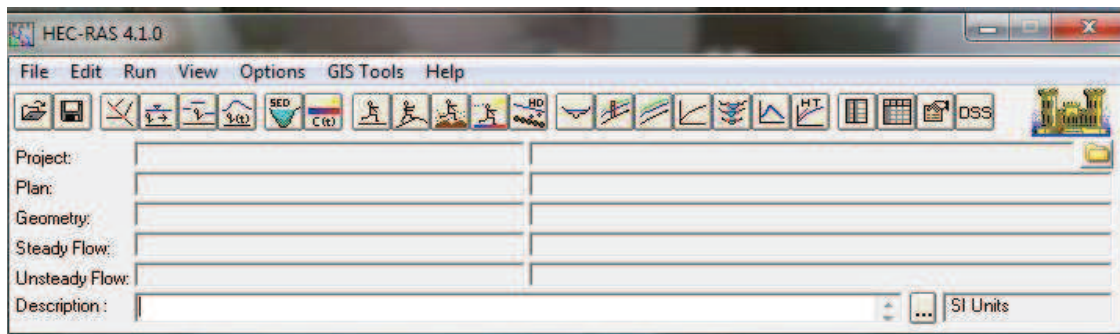 HEC-RAS 4.1.0
File Edit Run View Options GIS Tools Help
SED C(t) HD HT DSS
Project:
Plan:
Geometry:
Steady Flow:
Unsteady Flow:
Description : ... SI Units